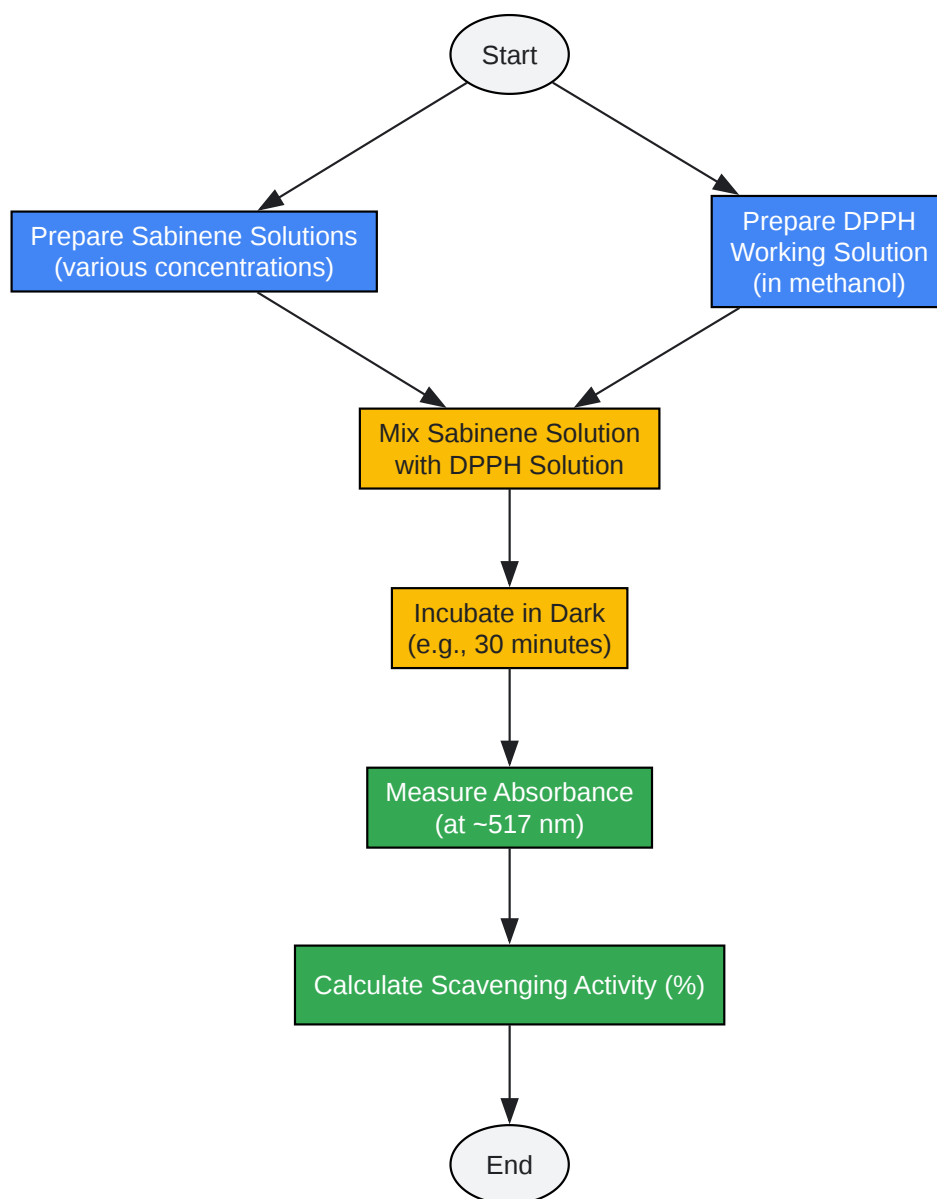 Start
Prepare Sabinene Solutions
(various concentrations)
Prepare DPPH
Working Solution
(in methanol)
Mix Sabinene Solution
with DPPH Solution
Incubate in Dark
(e.g., 30 minutes)
Measure Absorbance
(at ~517 nm)
Calculate Scavenging Activity (%)
End